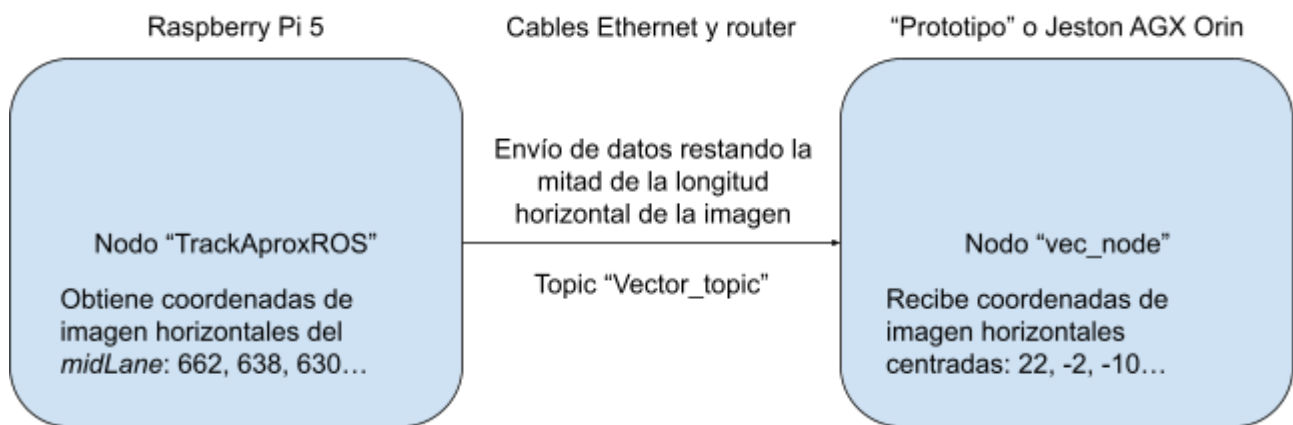 Raspberry Pi 5
Cables Ethernet y router
“Prototipo” o Jeston AGX Orin
Nodo “TrackAproxROS”
Obtiene coordenadas de
imagen horizontales del
midLane: 662, 638, 630…
Envío de datos restando la
mitad de la longitud
horizontal de la imagen
Topic “Vector_topic”
Nodo “vec_node”
Recibe coordenadas de
imagen horizontales
centradas: 22, -2, -10…